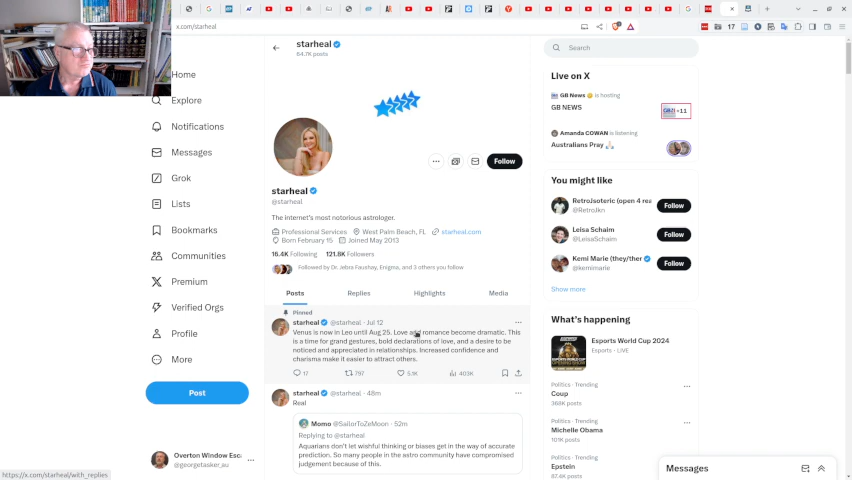 x.com/starheal
17
starheal
64.7K posts
Home
Explore
Notifications
Messages
Grok
Lists
Bookmarks
Communities
Premium
Verified Orgs
Profile
More
Post
Overton Window Esc
@georgetasker_au
https://x.com/starheal/with_replies
Follow
starheal
@starheal
The internet's most notorious astrologer.
Professional Services West Palm Beach, FL starheal.com
Born February 15 Joined May 2013
16.4K Following 121.8K Followers
Followed by Dr. Jebra Faushay, Enigma, and 3 others you follow
Posts Replies Highlights Media
Pinned
starheal @starheal · Jul 12
Venus is now in Leo until Aug 25. Love and romance become dramatic. This
is a time for grand gestures, bold declarations of love, and a desire to be
noticed and appreciated in relationships. Increased confidence and
charisma make it easier to attract others.
17 797 5.1K 403K
starheal @starheal · 48m
Real
Momo @SailorToZeMoon · 52m
Replying to @starheal
Aquarians don't let wishful thinking or biases get in the way of accurate
prediction. So many people in the astro community have compromised
judgement because of this.
Search
Live on X
GB News is hosting
GB NEWS
+11
Amanda COWAN is listening
Australians Pray
You might like
RetroJsoteric (open 4 rea
@RetroJkn
Follow
Leisa Schaim
@LeisaSchaim
Follow
Kemi Marie (they/ther
@kemimarie
Follow
Show more
What's happening
Esports World Cup 2024
Esports · LIVE
Politics · Trending
Coup
368K posts
Politics · Trending
Michelle Obama
101K posts
Politics · Trending
Epstein
87.4K posts
Messages